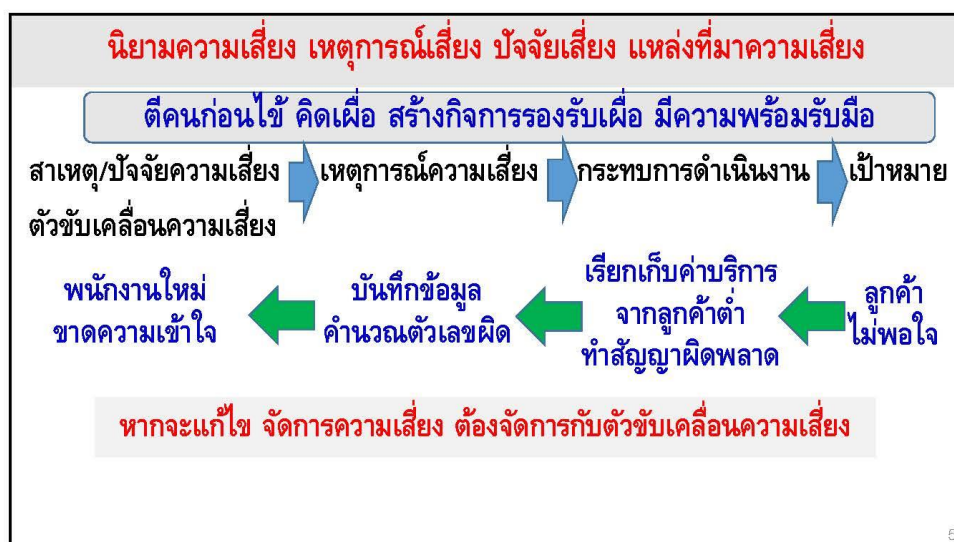 นิยามความเสี่ยง เหตุการณ์เสี่ยง ปัจจัยเสี่ยง แหล่งที่มาความเสี่ยง
ตีคนก่อนไข้ คิดเผื่อ สร้างกิจการรองรับเผื่อ มีความพร้อมรับมือ
สาเหตุ/ปัจจัยความเสี่ยง เหตุการณ์ความเสี่ยง กระทบการดำเนินงาน เป้าหมาย
ตัวขับเคลื่อนความเสี่ยง
พนักงานใหม่
ขาดความเข้าใจ
บันทึกข้อมูล
คำนวณตัวเลขผิด
เรียกเก็บค่าบริการ
จากลูกค้าต่ำ
ทำสัญญาผิดพลาด
ลูกค้า
ไม่พอใจ
หากจะแก้ไข จัดการความเสี่ยง ต้องจัดการกับตัวขับเคลื่อนความเสี่ยง
5